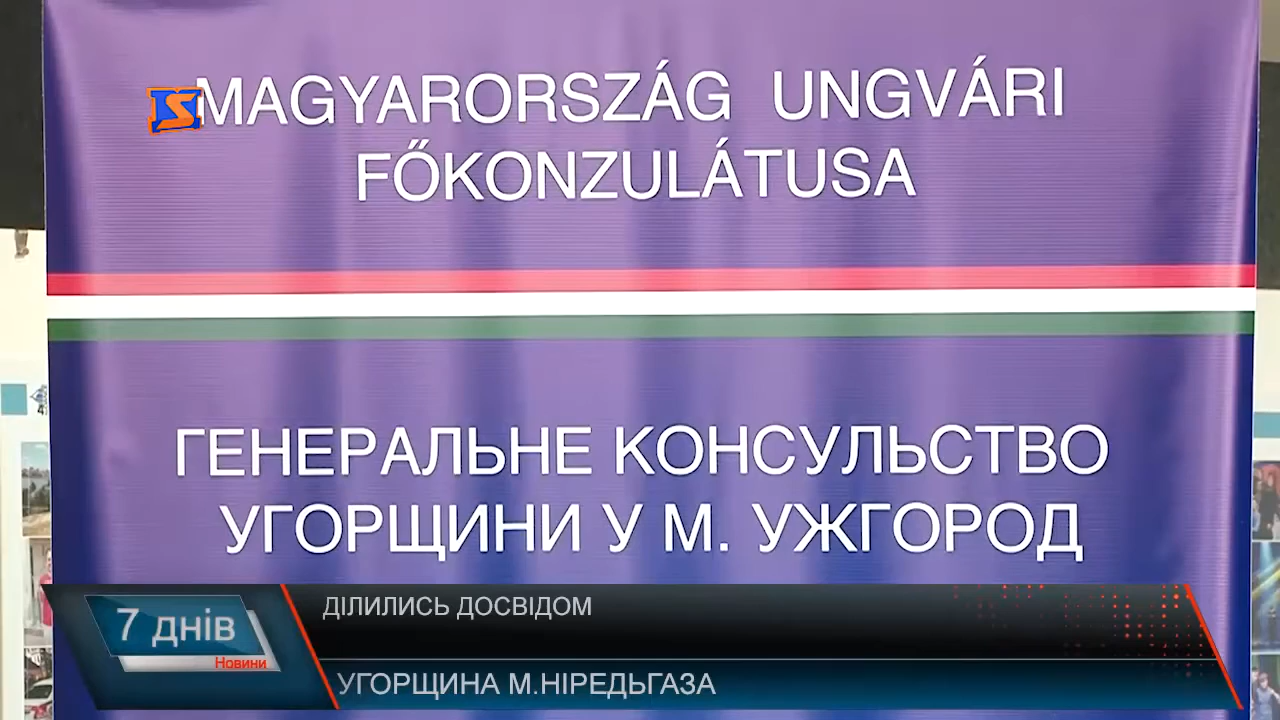 MAGYARORSZÁG UNGVÁRI
FŐKONZULÁTUSA
ГЕНЕРАЛЬНЕ КОНСУЛЬСТВО
УГОРЩИНИ У М. УЖГОРОД
7 днів
Новини
ДІЛИЛИСЬ ДОСВІДОМ
УГОРЩИНА М.НІРЕДЬГАЗА